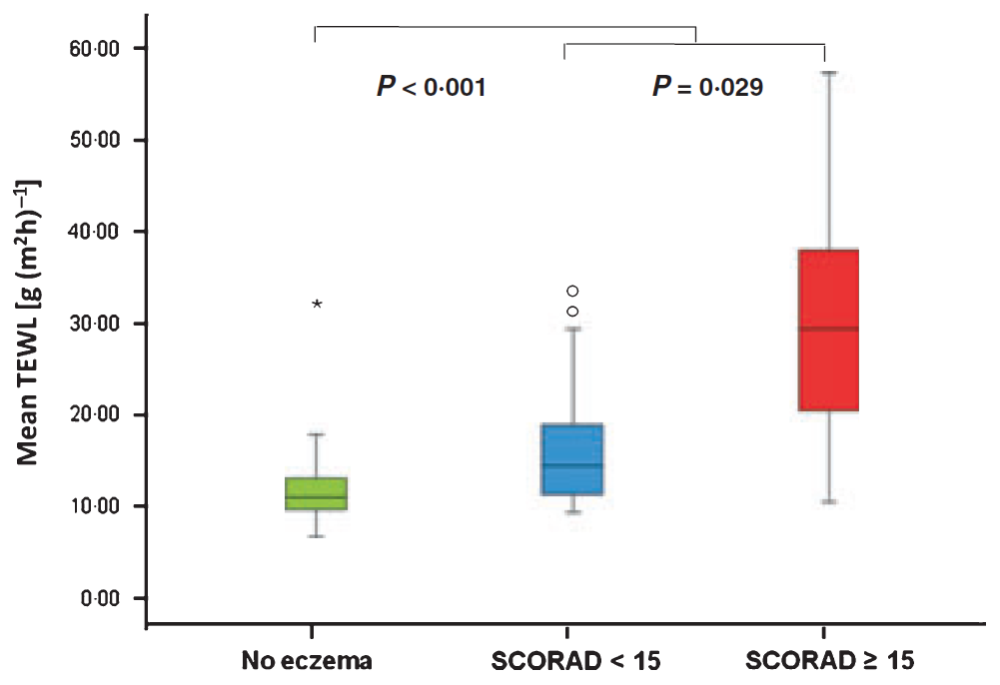 60·00
P < 0·001
P = 0·029
50·00
40·00
30·00
20·00
10·00
0·00
Mean TEWL [g (m²h)⁻¹]
*
No eczema
SCORAD < 15
SCORAD ≥ 15